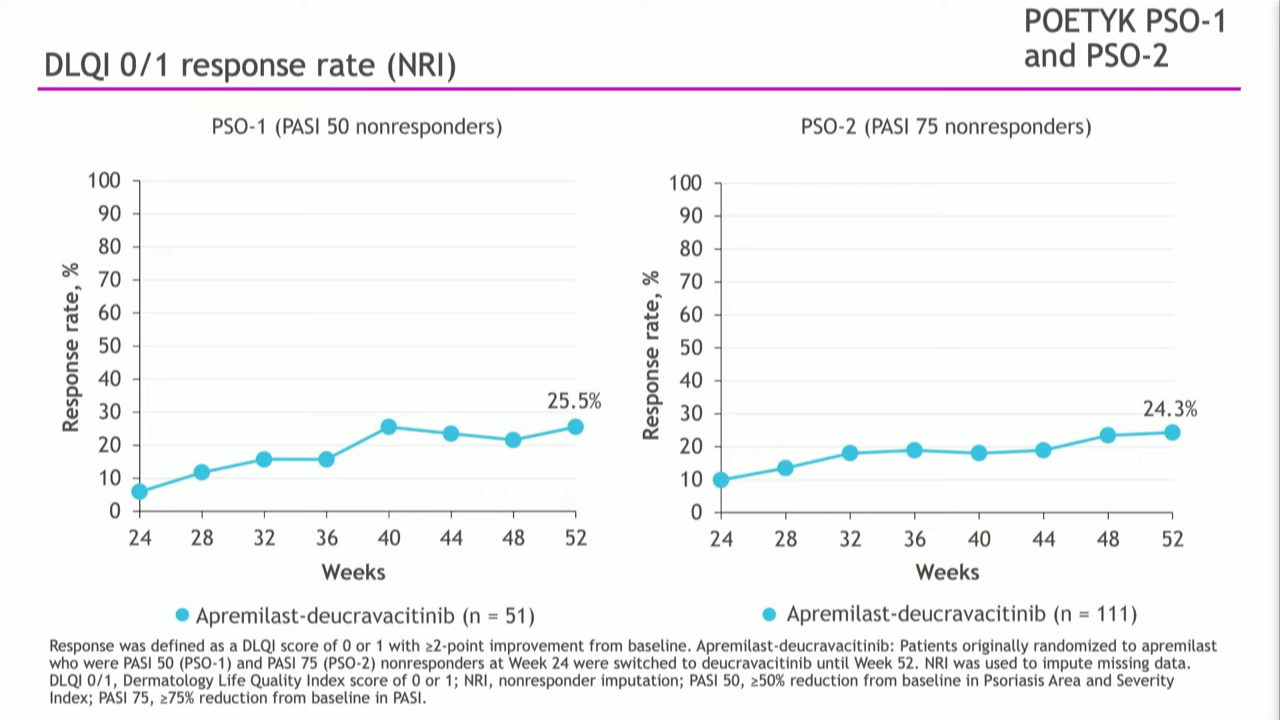 POETYK PSO-1
and PSO-2
DLQI 0/1 response rate (NRI)
PSO-1 (PASI 50 nonresponders)
Response rate, %
100
90
80
70
60
50
40
30
20
10
0
25.5%
24 28 32 36 40 44 48 52
Weeks
Apremilast-deucravacitinib (n = 51)
PSO-2 (PASI 75 nonresponders)
Response rate, %
100
90
80
70
60
50
40
30
20
10
0
24.3%
24 28 32 36 40 44 48 52
Weeks
Apremilast-deucravacitinib (n = 111)
Response was defined as a DLQI score of 0 or 1 with ≥2-point improvement from baseline. Apremilast-deucravacitinib: Patients originally randomized to apremilast
who were PASI 50 (PSO-1) and PASI 75 (PSO-2) nonresponders at Week 24 were switched to deucravacitinib until Week 52. NRI was used to impute missing data.
DLQI 0/1, Dermatology Life Quality Index score of 0 or 1; NRI, nonresponder imputation; PASI 50, ≥50% reduction from baseline in Psoriasis Area and Severity
Index; PASI 75, ≥75% reduction from baseline in PASI.